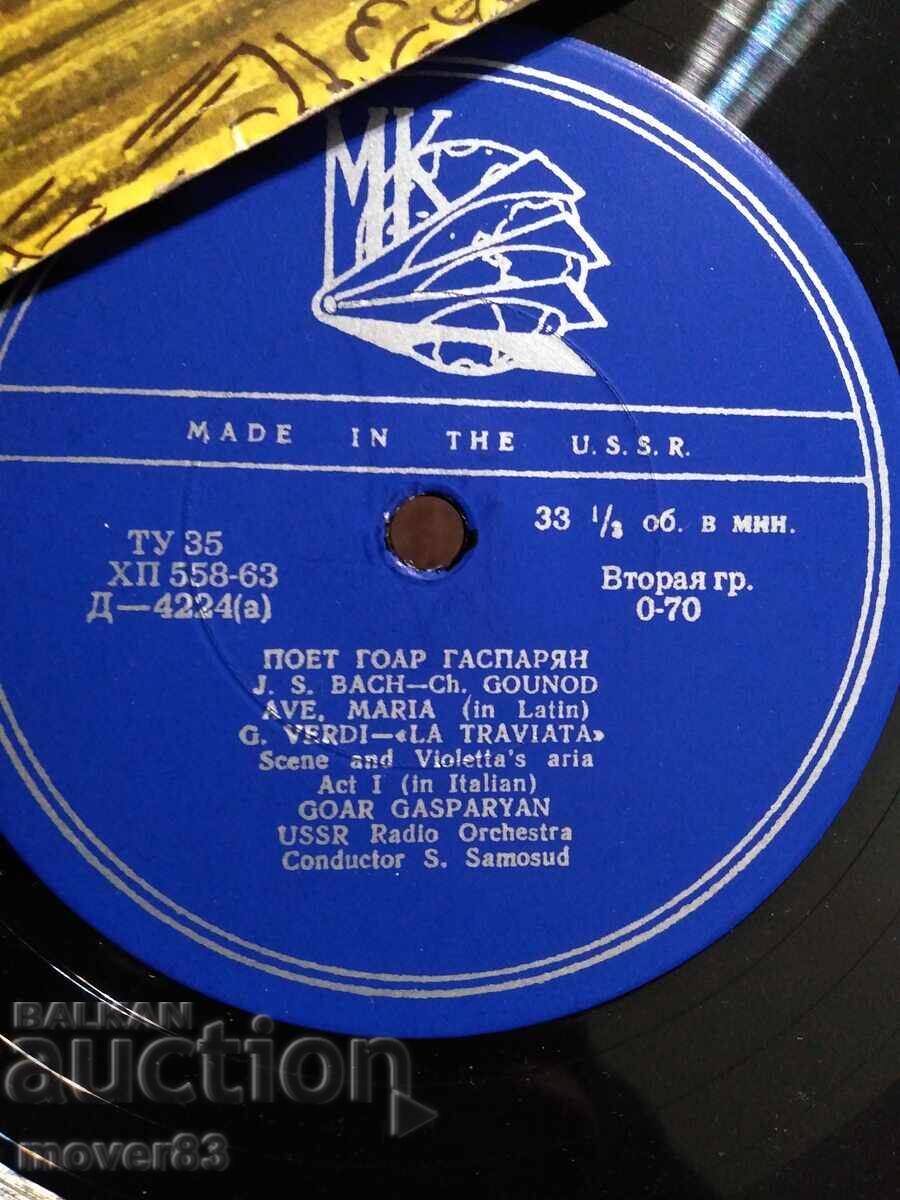 МК
MADE IN THE U.S.S.R.
33 1/3 об. в мин.
ТУ 35
ХП 558-63
Д—4224(а)
Вторая гр.
0-70
ПОЕТ ГОАР ГАСПАРЯН
J. S. BACH—Ch. GOUNOD
AVE, MARIA (in Latin)
G. VERDI—«LA TRAVIATA»
Scene and Violetta's aria
Act I (in Italian)
GOAR GASPARYAN
USSR Radio Orchestra
Conductor S. Samosud
BALKAN
auction
mover83